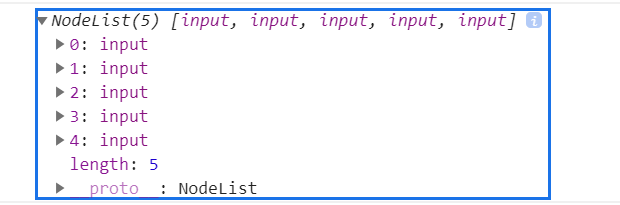 ▼NodeList(5) [input, input, input, input, input] i
▶0: input
▶1: input
▶2: input
▶3: input
▶4: input
length: 5
▶__proto__: NodeList